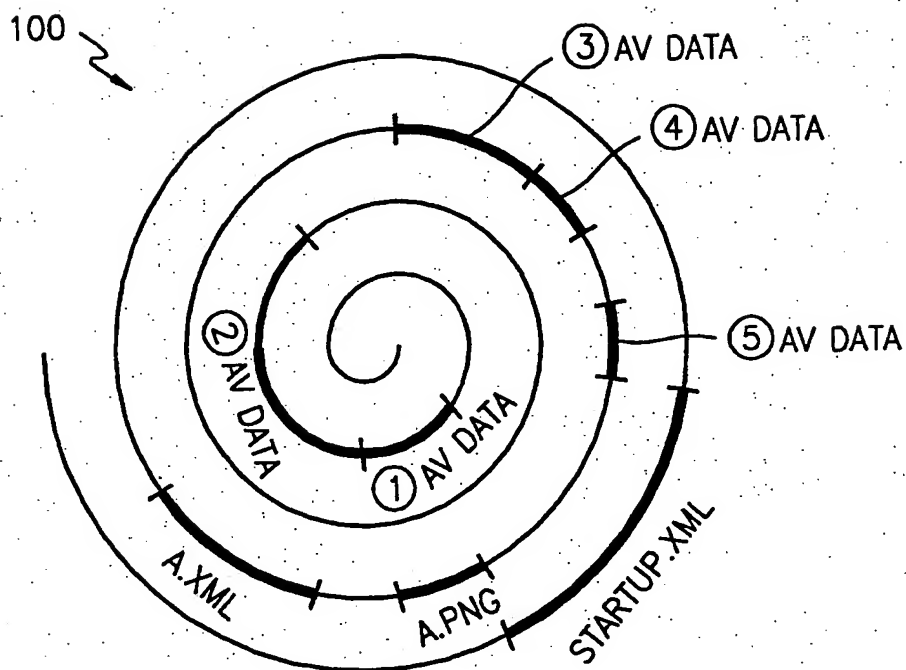 100
③ AV DATA
④ AV DATA
⑤ AV DATA
② AV DATA
① AV DATA
A.XML
A.PNG
STARTUP.XML